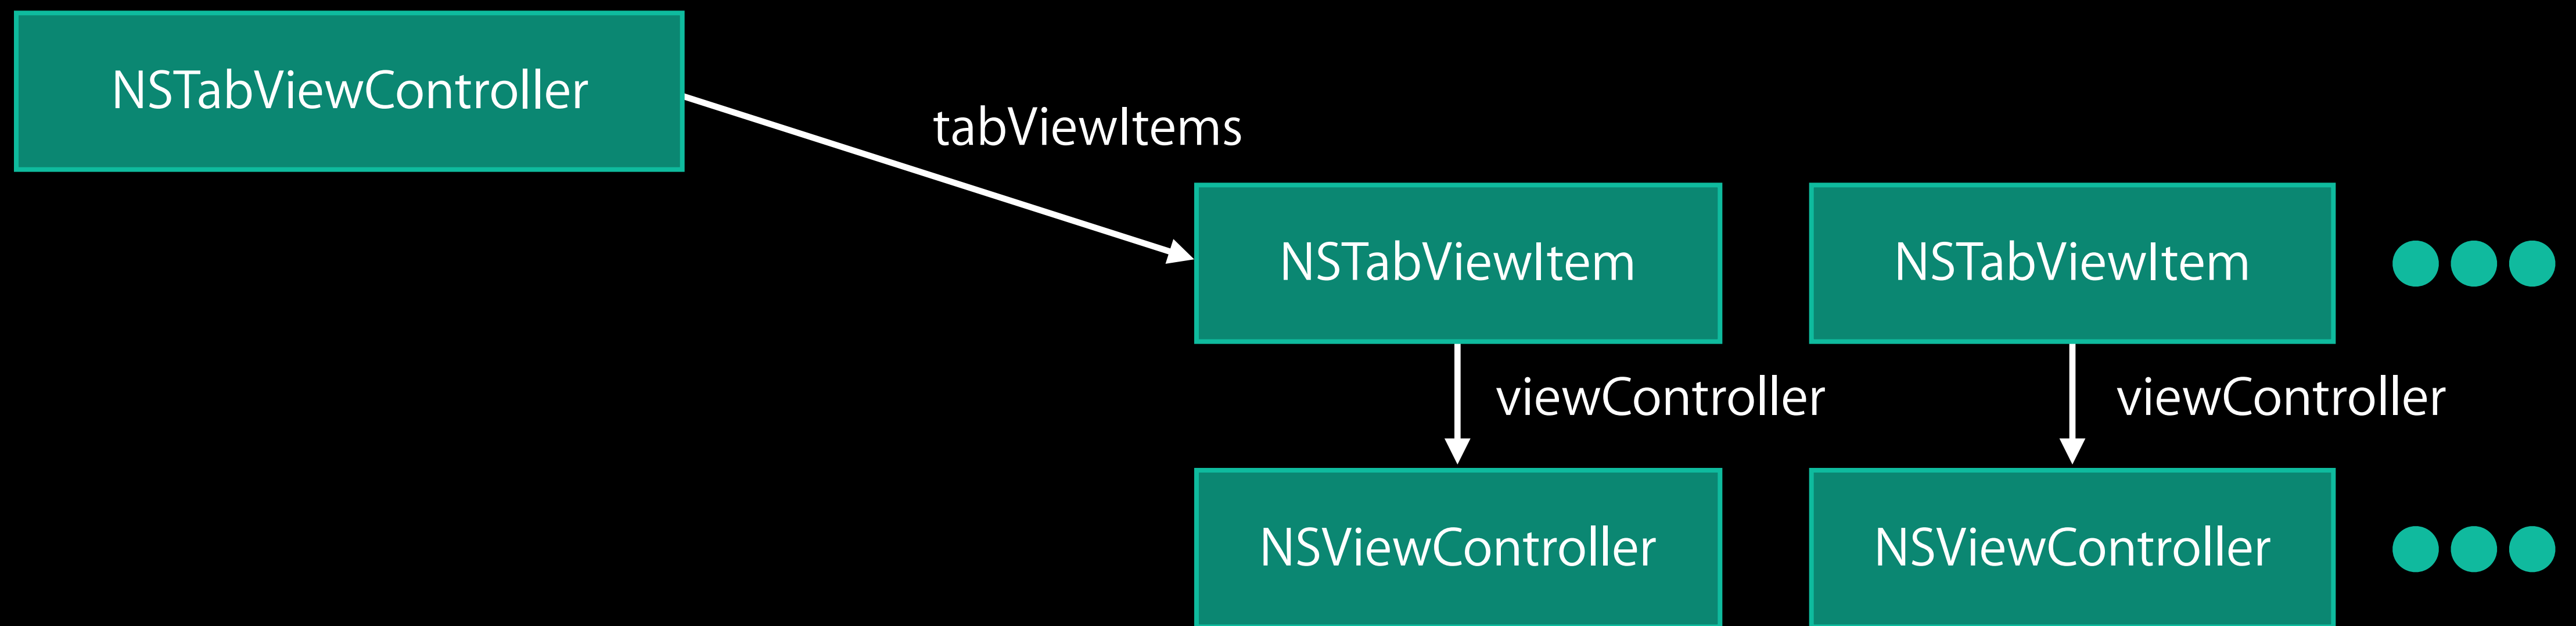 NSTabViewController
tabViewItems
NSTabViewItem
NSTabViewItem
viewController
viewController
NSViewController
NSViewController